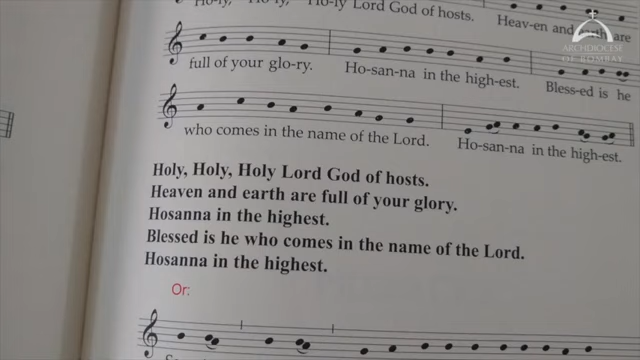 Ho-ly, Ho-ly, Ho-ly Lord God of hosts. Heav-en and earth are
full of your glo-ry. Ho-san-na in the high-est. Bless-ed is he
who comes in the name of the Lord. Ho-san-na in the high-est.
Holy, Holy, Holy Lord God of hosts.
Heaven and earth are full of your glory.
Hosanna in the highest.
Blessed is he who comes in the name of the Lord.
Hosanna in the highest.
Or:
ARCHDIOCESE
OF BOMBAY